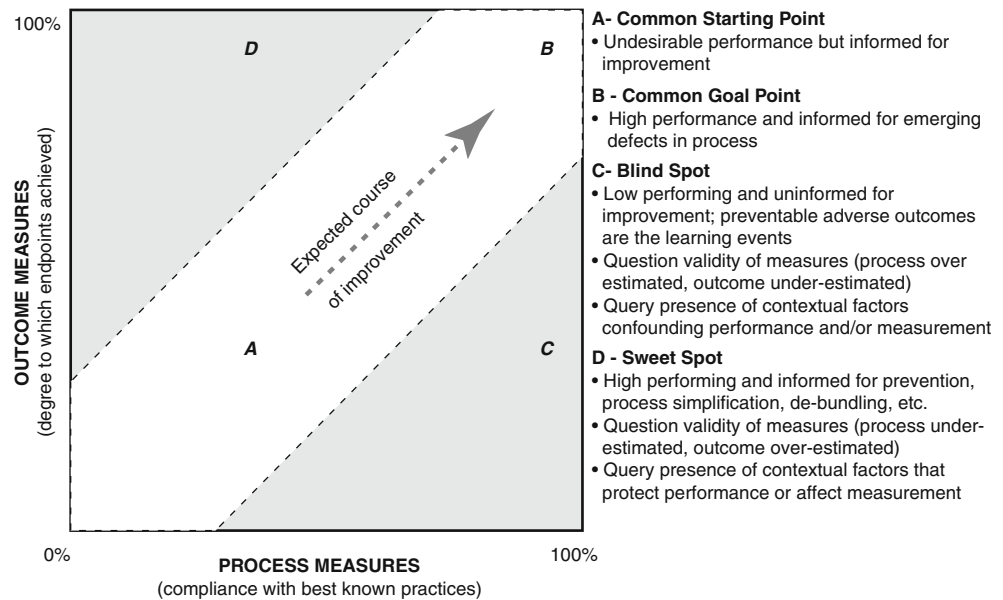 100%
D
B
A
C
Expected course
of improvement
OUTCOME MEASURES
(degree to which endpoints achieved)
0%
100%
PROCESS MEASURES
(compliance with best known practices)
A- Common Starting Point
• Undesirable performance but informed for
improvement
B - Common Goal Point
• High performance and informed for emerging
defects in process
C- Blind Spot
• Low performing and uninformed for
improvement; preventable adverse outcomes
are the learning events
• Question validity of measures (process over
estimated, outcome under-estimated)
• Query presence of contextual factors
confounding performance and/or measurement
D - Sweet Spot
• High performing and informed for prevention,
process simplification, de-bundling, etc.
• Question validity of measures (process under-
estimated, outcome over-estimated)
• Query presence of contextual factors that
protect performance or affect measurement